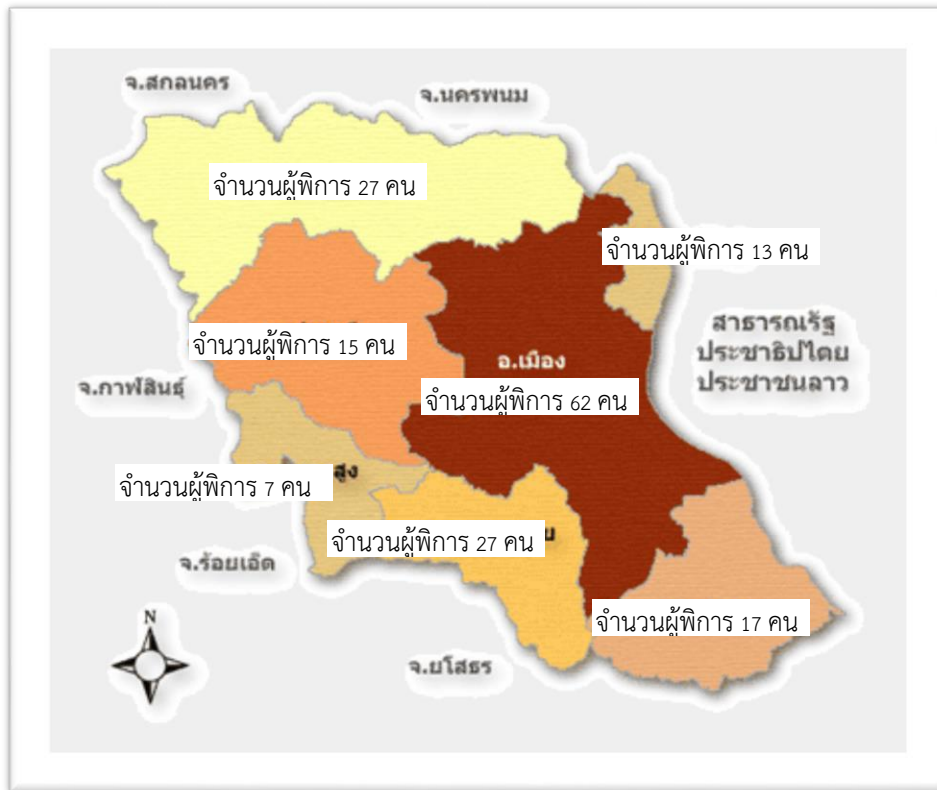 จ.สกลนคร
จ.นครพนม
จำนวนผู้พิการ 27 คน
จำนวนผู้พิการ 13 คน
สาธารณรัฐ
ประชาธิปไตย
ประชาชนลาว
จำนวนผู้พิการ 15 คน
อ.เมือง
จ.กาฬสินธุ์
จำนวนผู้พิการ 62 คน
สูง
จำนวนผู้พิการ 7 คน
จำนวนผู้พิการ 27 คน
จ.ร้อยเอ็ด
N
จำนวนผู้พิการ 17 คน
จ.ยโสธร